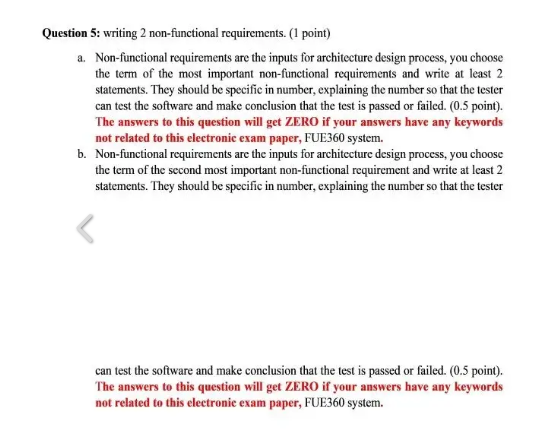 Question 5: writing 2 non-functional requirements. (1 point)
a. Non-functional requirements are the inputs for architecture design process, you choose
the term of the most important non-functional requirements and write at least 2
statements. They should be specific in number, explaining the number so that the tester
can test the software and make conclusion that the test is passed or failed. (0.5 point).
The answers to this question will get ZERO if your answers have any keywords
not related to this electronic exam paper, FUE360 system.
b. Non-functional requirements are the inputs for architecture design process, you choose
the term of the second most important non-functional requirement and write at least 2
statements. They should be specific in number, explaining the number so that the tester
can test the software and make conclusion that the test is passed or failed. (0.5 point).
The answers to this question will get ZERO if your answers have any keywords
not related to this electronic exam paper, FUE360 system.